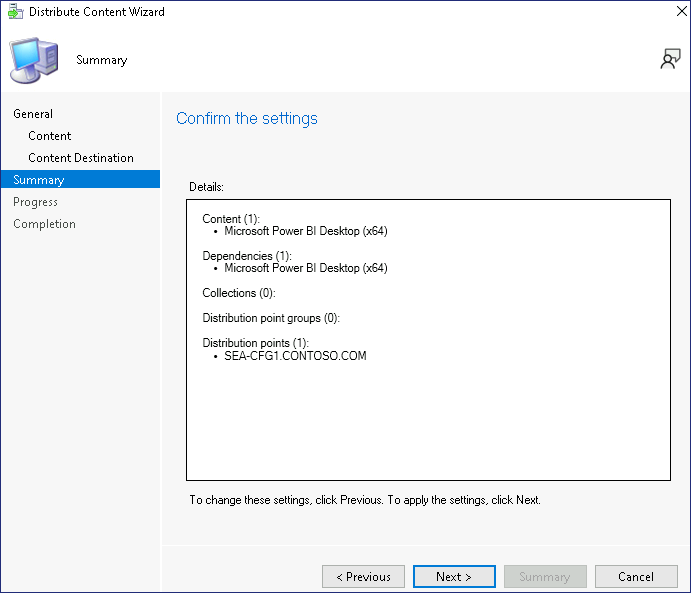 Distribute Content Wizard
Summary
General
Content
Content Destination
Summary
Progress
Completion
Confirm the settings
Details:
Content (1):
• Microsoft Power BI Desktop (x64)
Dependencies (1):
• Microsoft Power BI Desktop (x64)
Collections (0):
Distribution point groups (0):
Distribution points (1):
• SEA-CFG1.CONTOSO.COM
To change these settings, click Previous. To apply the settings, click Next.
< Previous
Next >
Summary
Cancel